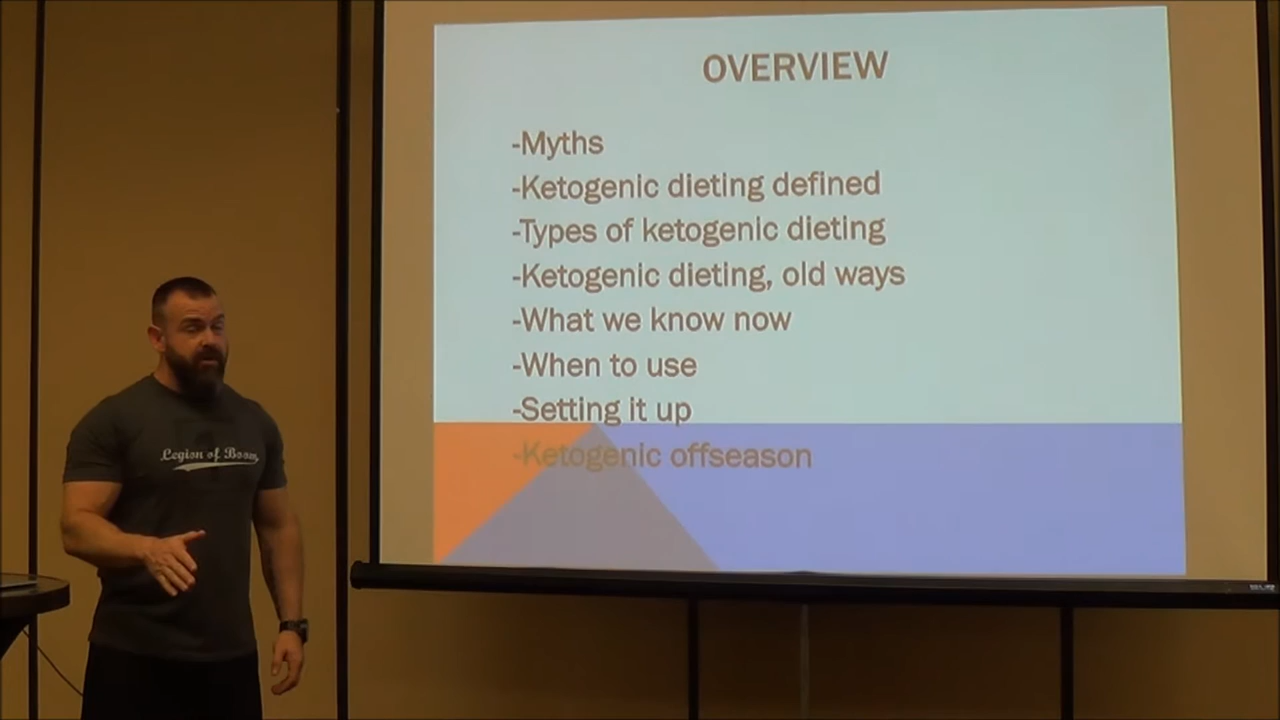 OVERVIEW
-Myths
-Ketogenic dieting defined
-Types of ketogenic dieting
-Ketogenic dieting, old ways
-What we know now
-When to use
-Setting it up
-Ketogenic offseason
Legion of Boom